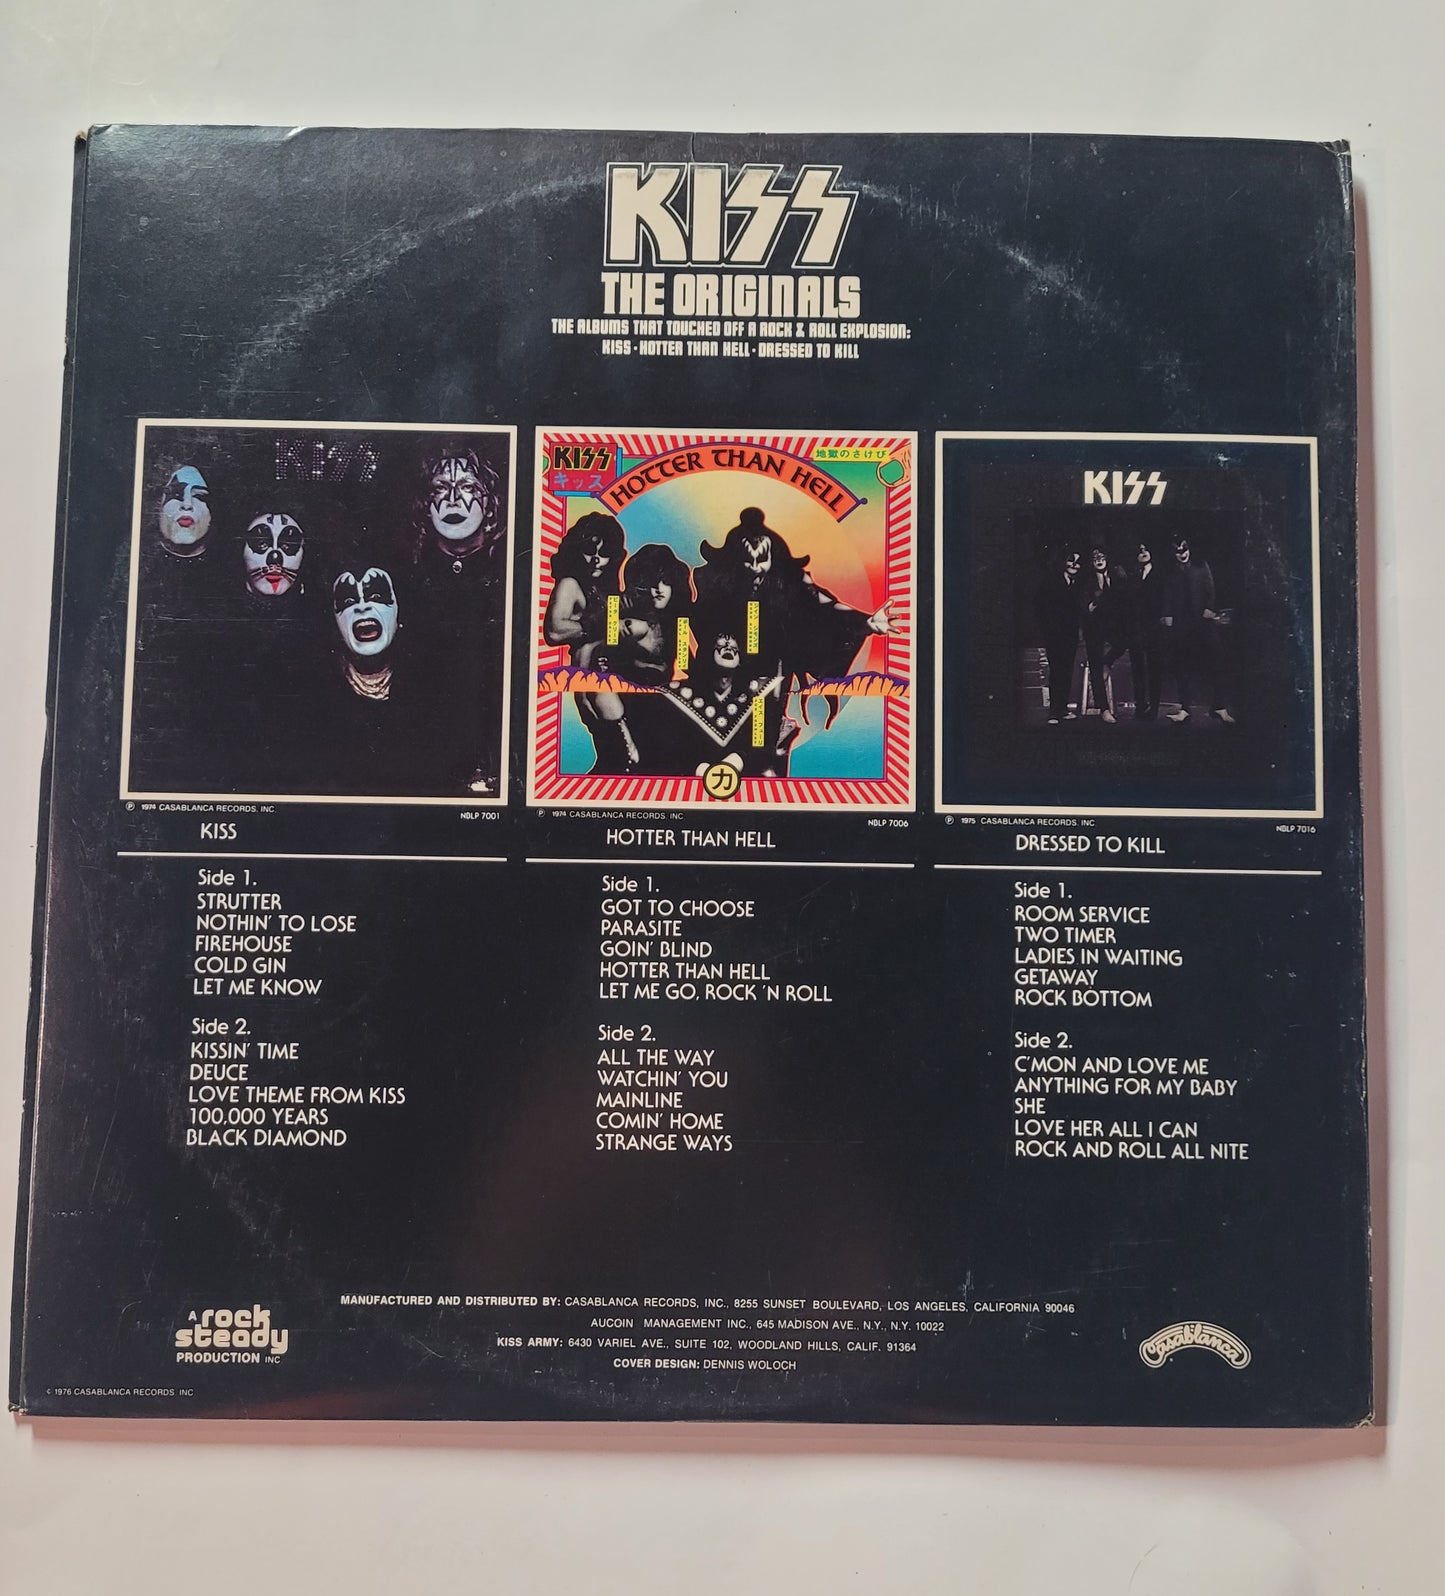 KISS
THE ORIGINALS
THE ALBUMS THAT TOUCHED OFF A ROCK & ROLL EXPLOSION:
KISS · HOTTER THAN HELL · DRESSED TO KILL
KISS
KISS
キッス
HOTTER THAN HELL
地獄のさけび
力
KISS
Ⓟ 1974 CASABLANCA RECORDS, INC.
NBLP 7001
KISS
Side 1.
STRUTTER
NOTHIN' TO LOSE
FIREHOUSE
COLD GIN
LET ME KNOW
Side 2.
KISSIN' TIME
DEUCE
LOVE THEME FROM KISS
100,000 YEARS
BLACK DIAMOND
Ⓟ 1974 CASABLANCA RECORDS, INC
NBLP 7006
HOTTER THAN HELL
Side 1.
GOT TO CHOOSE
PARASITE
GOIN' BLIND
HOTTER THAN HELL
LET ME GO, ROCK 'N ROLL
Side 2.
ALL THE WAY
WATCHIN' YOU
MAINLINE
COMIN' HOME
STRANGE WAYS
Ⓟ 1975 CASABLANCA RECORDS, INC
NBLP 7016
DRESSED TO KILL
Side 1.
ROOM SERVICE
TWO TIMER
LADIES IN WAITING
GETAWAY
ROCK BOTTOM
Side 2.
C'MON AND LOVE ME
ANYTHING FOR MY BABY
SHE
LOVE HER ALL I CAN
ROCK AND ROLL ALL NITE
A rock
steady
PRODUCTION INC
MANUFACTURED AND DISTRIBUTED BY: CASABLANCA RECORDS, INC., 8255 SUNSET BOULEVARD, LOS ANGELES, CALIFORNIA 90046
AUCOIN MANAGEMENT INC., 645 MADISON AVE., N.Y., N.Y. 10022
KISS ARMY: 6430 VARIEL AVE., SUITE 102, WOODLAND HILLS, CALIF. 91364
COVER DESIGN: DENNIS WOLOCH
Casablanca
® 
© 1976 CASABLANCA RECORDS, INC